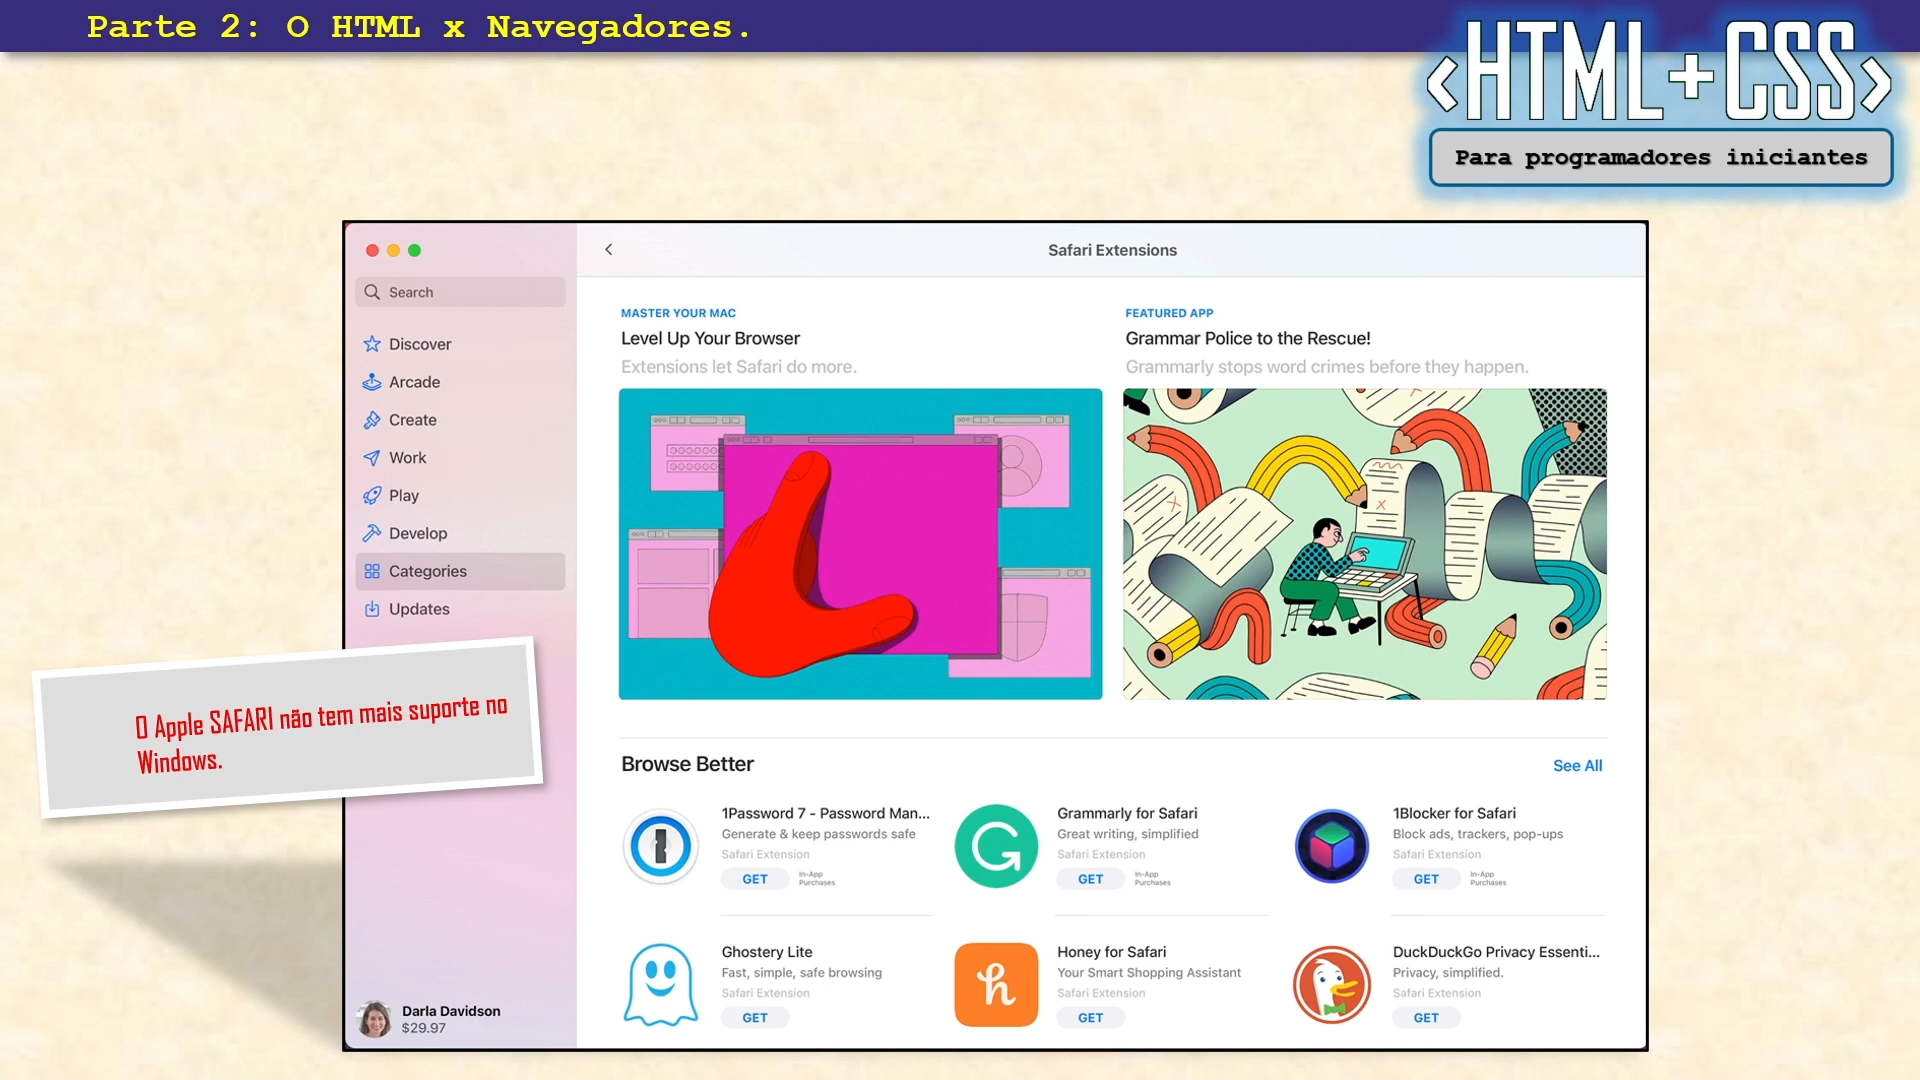 Parte 2: O HTML x Navegadores.
<HTML+CSS>
Para programadores iniciantes
Safari Extensions
Search
Discover
Arcade
Create
Work
Play
Develop
Categories
Updates
MASTER YOUR MAC
Level Up Your Browser
Extensions let Safari do more.
FEATURED APP
Grammar Police to the Rescue!
Grammarly stops word crimes before they happen.
O Apple SAFARI não tem mais suporte no
Windows.
Browse Better
See All
1Password 7 - Password Man...
Generate & keep passwords safe
Safari Extension
GET
In-App
Purchases
Grammarly for Safari
Great writing, simplified
Safari Extension
GET
In-App
Purchases
1Blocker for Safari
Block ads, trackers, pop-ups
Safari Extension
GET
In-App
Purchases
Ghostery Lite
Fast, simple, safe browsing
Safari Extension
GET
Honey for Safari
Your Smart Shopping Assistant
Safari Extension
GET
DuckDuckGo Privacy Essenti...
Privacy, simplified.
Safari Extension
GET
Darla Davidson
$29.97